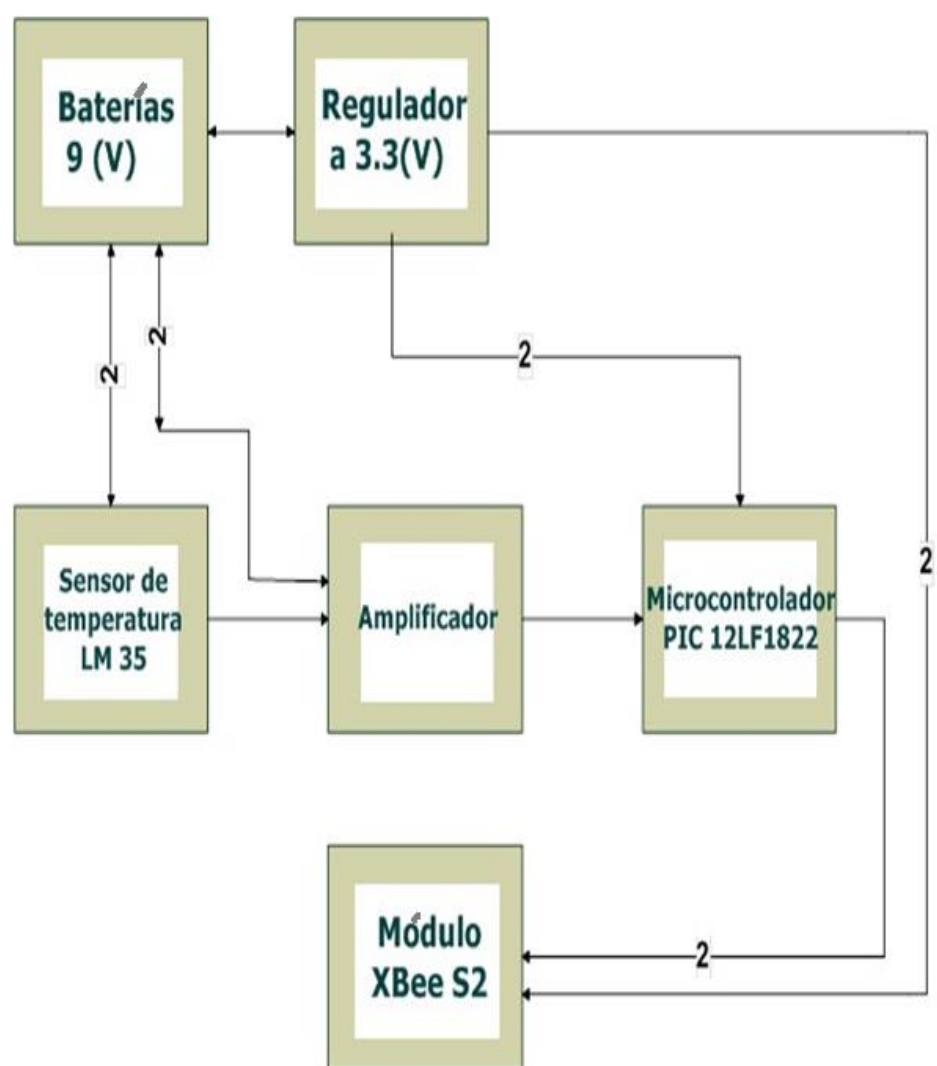 Baterías
9 (V)
Regulador
a 3.3(V)
2
2
2
2
Sensor de
temperatura
LM 35
Amplificador
Microcontrolador
PIC 12LF1822
Módulo
XBee S2
2